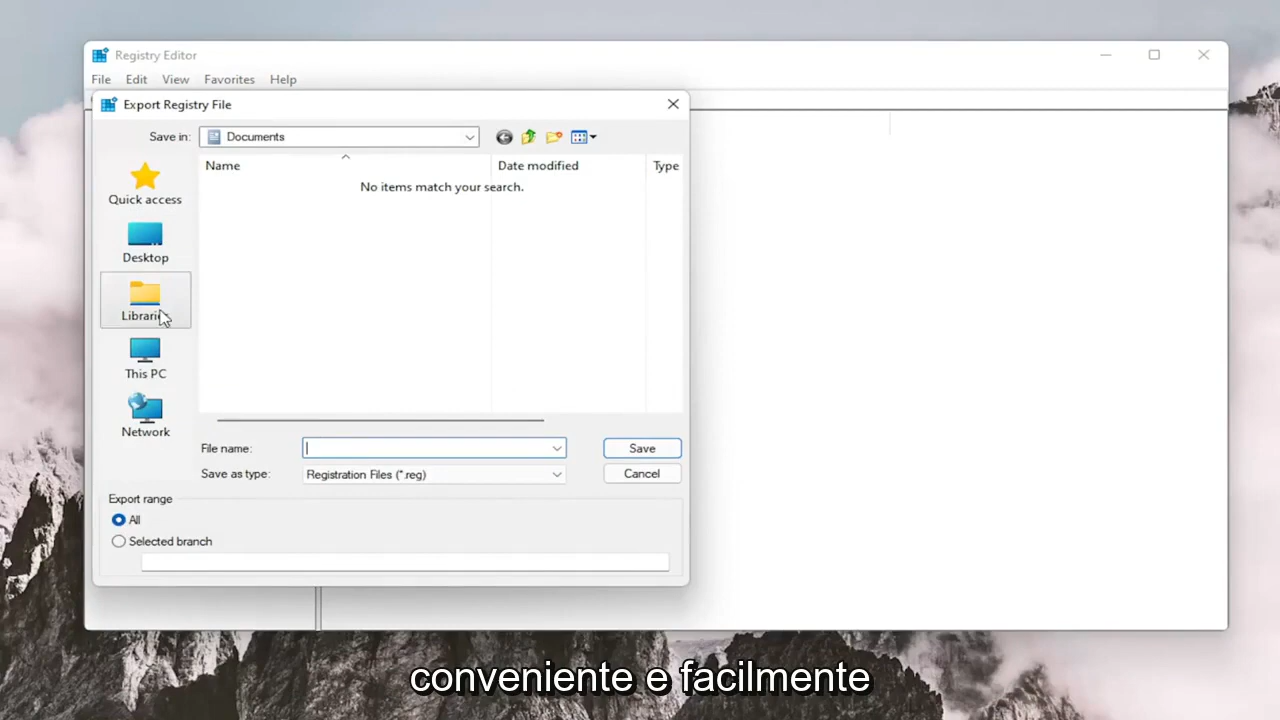 Registry Editor
File Edit View Favorites Help
Export Registry File
Save in: Documents
Name Date modified Type
No items match your search.
Quick access
Desktop
Libraries
This PC
Network
File name: Save
Save as type: Registration Files (*.reg) Cancel
Export range
All
Selected branch
conveniente e facilmente